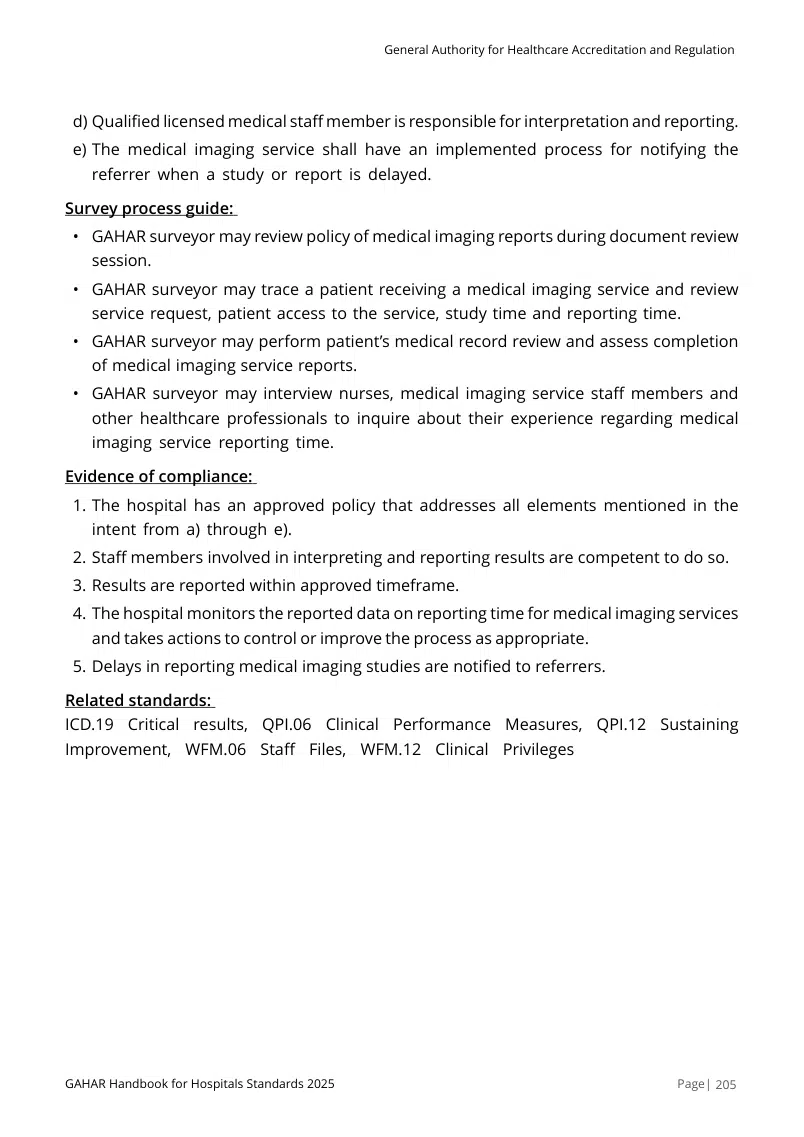 General Authority for Healthcare Accreditation and Regulation
d) Qualified licensed medical staff member is responsible for interpretation and reporting.
e) The medical imaging service shall have an implemented process for notifying the
referrer when a study or report is delayed.
Survey process guide:
• GAHAR surveyor may review policy of medical imaging reports during document review
session.
• GAHAR surveyor may trace a patient receiving a medical imaging service and review
service request, patient access to the service, study time and reporting time.
• GAHAR surveyor may perform patient’s medical record review and assess completion
of medical imaging service reports.
• GAHAR surveyor may interview nurses, medical imaging service staff members and
other healthcare professionals to inquire about their experience regarding medical
imaging service reporting time.
Evidence of compliance:
1. The hospital has an approved policy that addresses all elements mentioned in the
intent from a) through e).
2. Staff members involved in interpreting and reporting results are competent to do so.
3. Results are reported within approved timeframe.
4. The hospital monitors the reported data on reporting time for medical imaging services
and takes actions to control or improve the process as appropriate.
5. Delays in reporting medical imaging studies are notified to referrers.
Related standards:
ICD.19 Critical results, QPI.06 Clinical Performance Measures, QPI.12 Sustaining
Improvement, WFM.06 Staff Files, WFM.12 Clinical Privileges
GAHAR Handbook for Hospitals Standards 2025
Page| 205